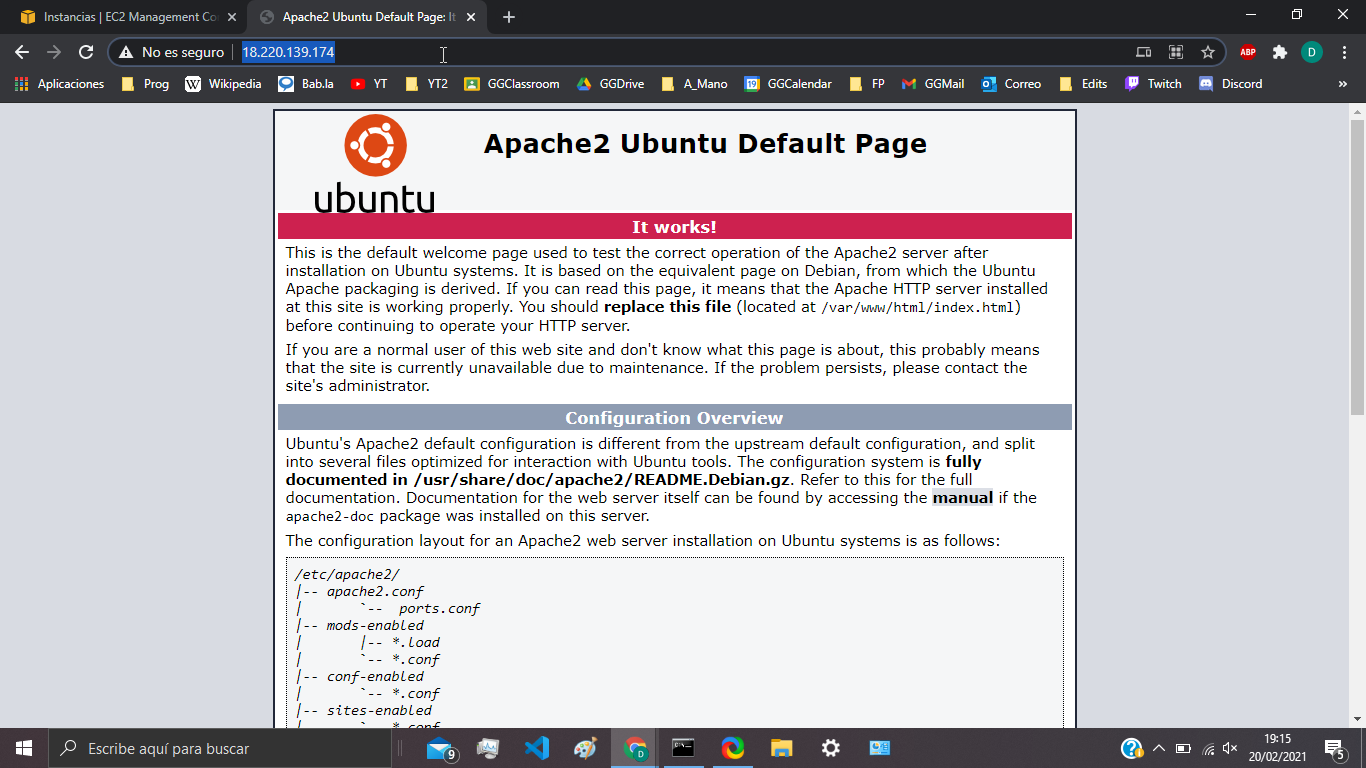 Instancias | EC2 Management Co
Apache2 Ubuntu Default Page: It
No es seguro
18.220.139.174
ABP
D
Aplicaciones
Prog
W Wikipedia
Bab.la
YT
YT2
GGClassroom
GGDrive
A_Mano
19 GGCalendar
FP
GGMail
Correo
Edits
Twitch
Discord
»
ubuntu
Apache2 Ubuntu Default Page
It works!
This is the default welcome page used to test the correct operation of the Apache2 server after
installation on Ubuntu systems. It is based on the equivalent page on Debian, from which the Ubuntu
Apache packaging is derived. If you can read this page, it means that the Apache HTTP server installed
at this site is working properly. You should replace this file (located at /var/www/html/index.html)
before continuing to operate your HTTP server.
If you are a normal user of this web site and don't know what this page is about, this probably means
that the site is currently unavailable due to maintenance. If the problem persists, please contact the
site's administrator.
Configuration Overview
Ubuntu's Apache2 default configuration is different from the upstream default configuration, and split
into several files optimized for interaction with Ubuntu tools. The configuration system is fully
documented in /usr/share/doc/apache2/README.Debian.gz. Refer to this for the full
documentation. Documentation for the web server itself can be found by accessing the manual if the
apache2-doc package was installed on this server.
The configuration layout for an Apache2 web server installation on Ubuntu systems is as follows:
/etc/apache2/
|-- apache2.conf
|       `--  ports.conf
|-- mods-enabled
|       |-- *.load
|       `-- *.conf
|-- conf-enabled
|       `-- *.conf
|-- sites-enabled
|       `-- *.conf
Escribe aquí para buscar
9
D
19:15
20/02/2021
5